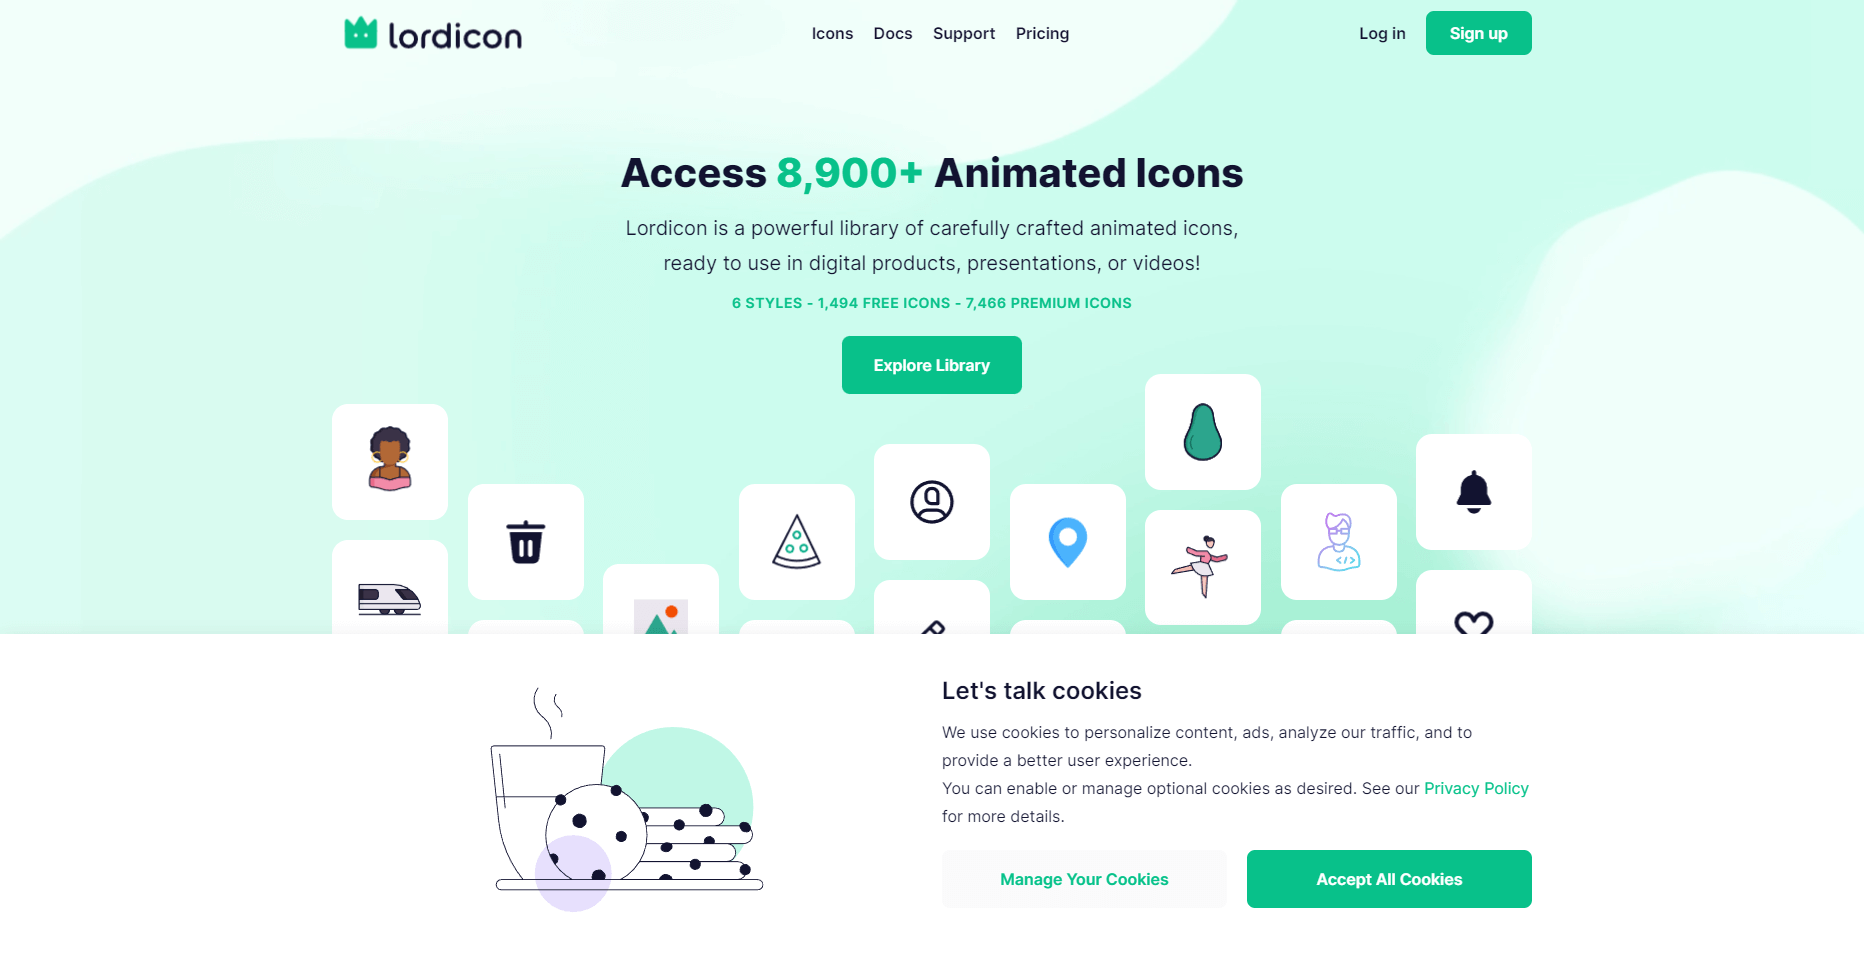 lordicon
Icons Docs Support Pricing
Log in Sign up
Access 8,900+ Animated Icons
Lordicon is a powerful library of carefully crafted animated icons,
ready to use in digital products, presentations, or videos!
6 STYLES - 1,494 FREE ICONS - 7,466 PREMIUM ICONS
Explore Library
Let's talk cookies
We use cookies to personalize content, ads, analyze our traffic, and to
provide a better user experience.
You can enable or manage optional cookies as desired. See our Privacy Policy
for more details.
Manage Your Cookies
Accept All Cookies